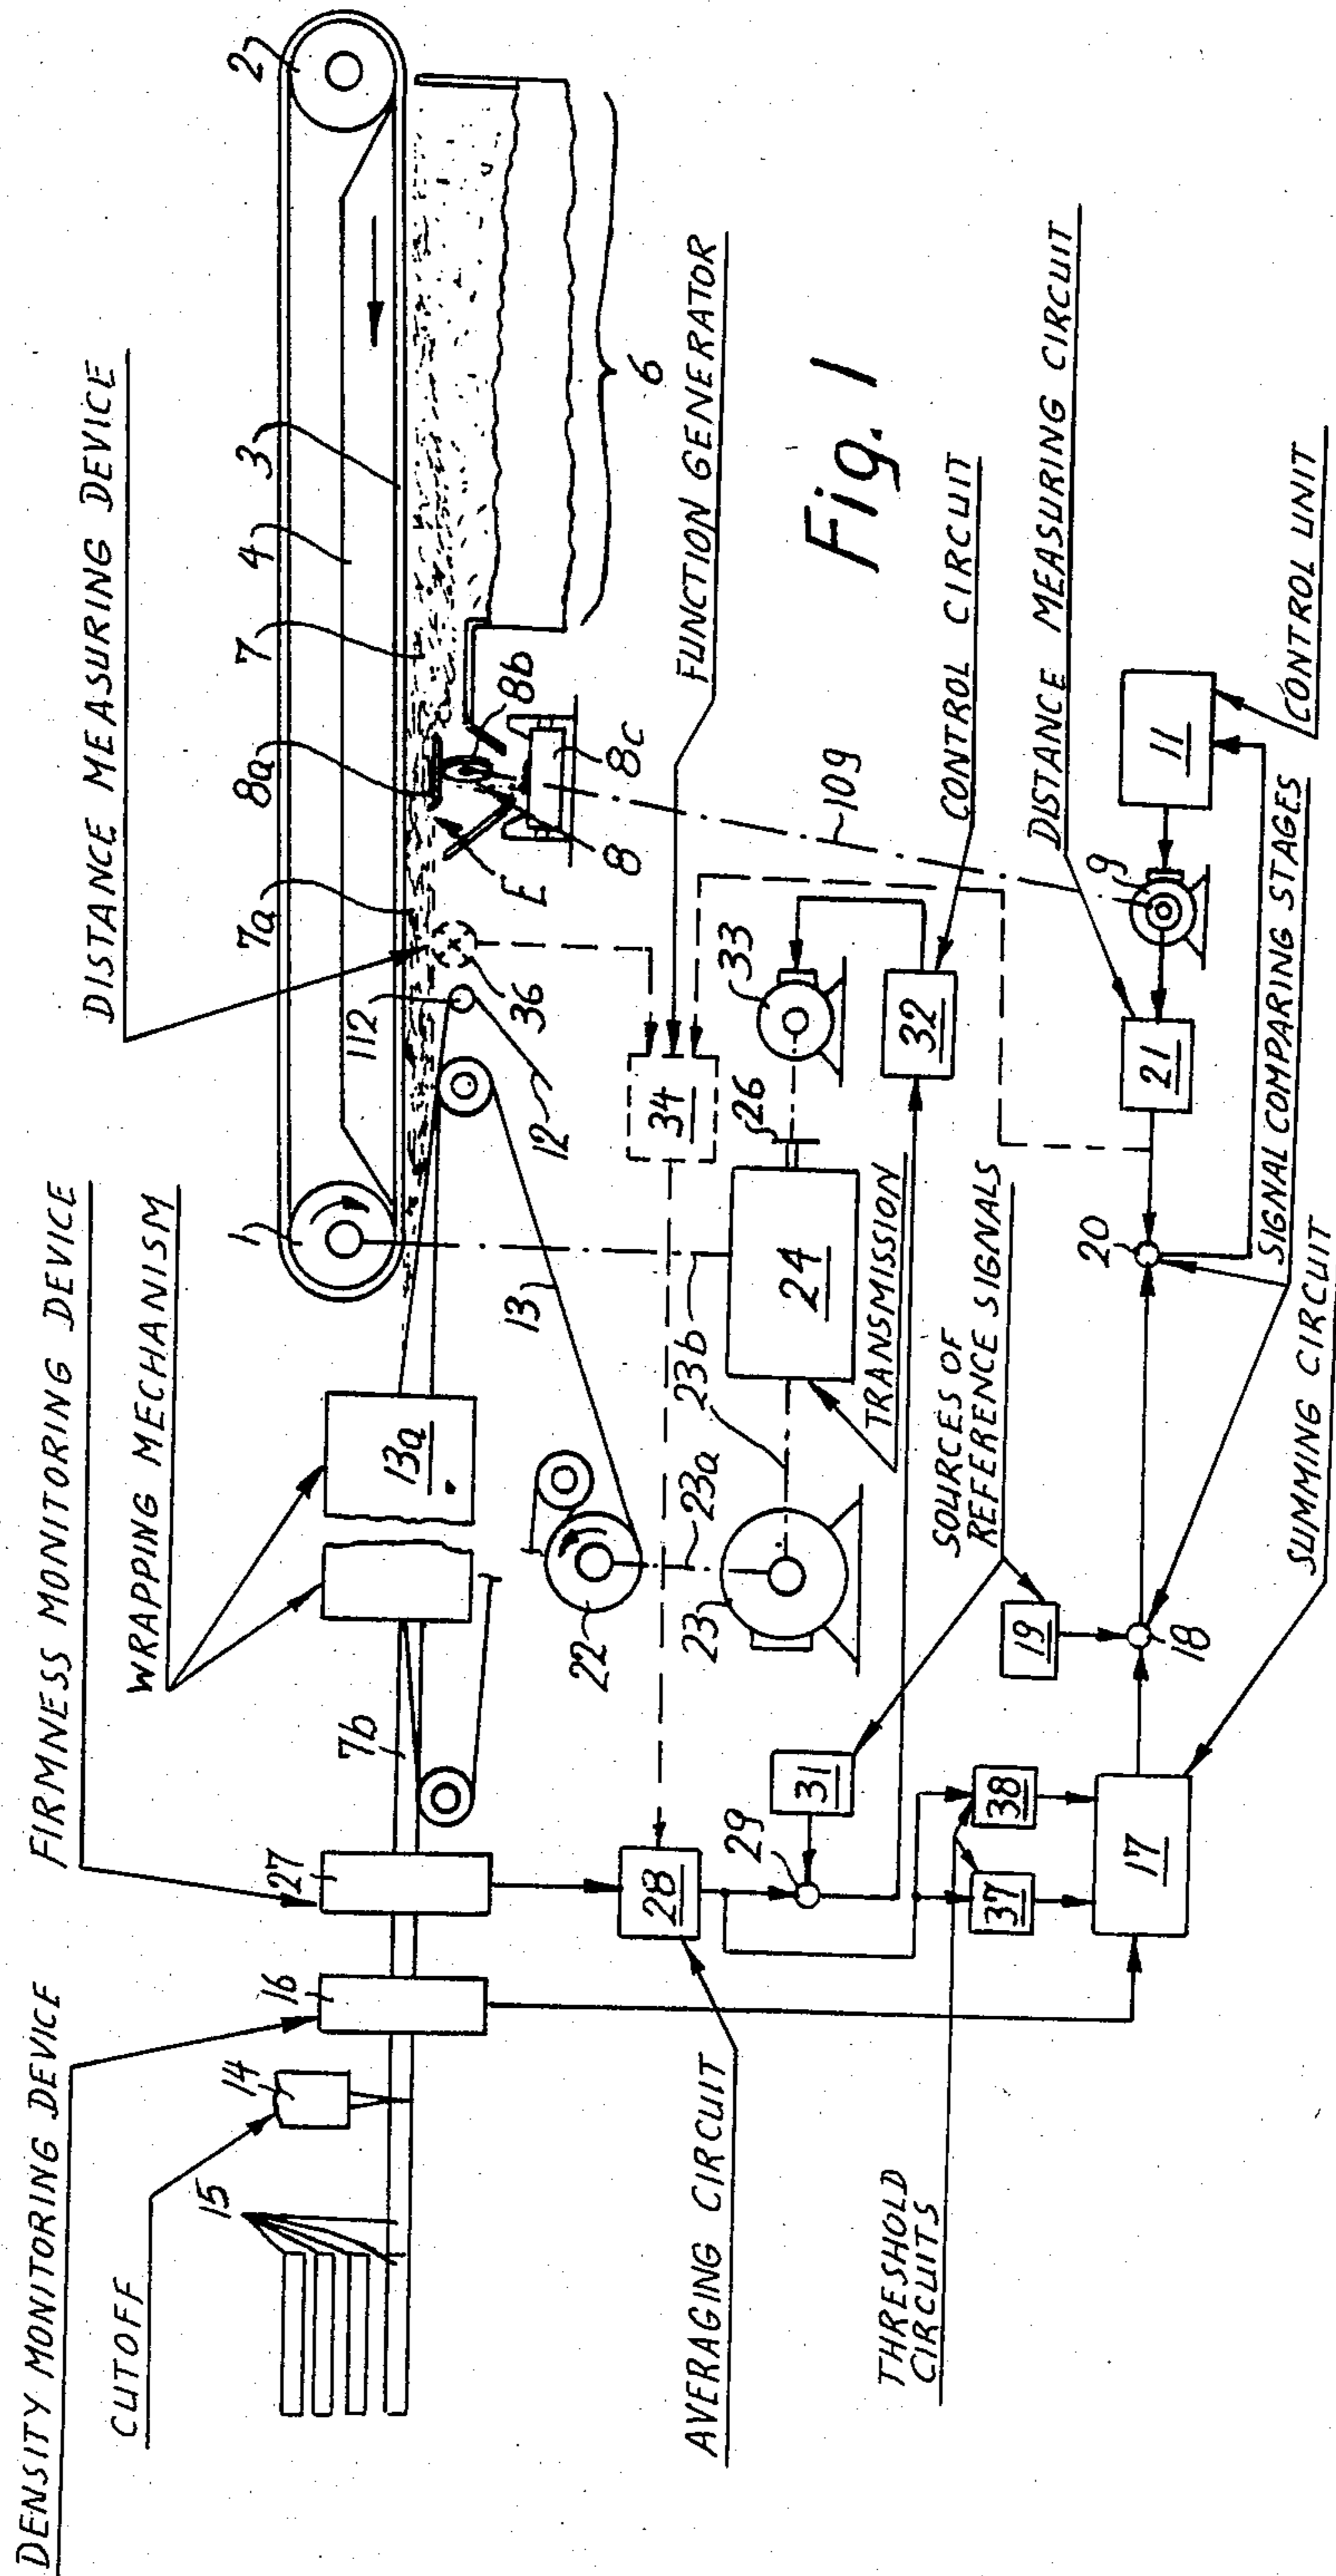 DENSITY MONITORING DEVICE
CUTOFF
FIRMNESS MONITORING DEVICE
WRAPPING MECHANISM
DISTANCE MEASURING DEVICE
15
14
16
27
7b
13a
1
112
7a
8a
7
4
3
2
36
E
8
8b
8c
6
12
13
22
23a
23
23b
24
26
33
34
109
FUNCTION GENERATOR
Fig. 1
CONTROL CIRCUIT
DISTANCE MEASURING CIRCUIT
CONTROL UNIT
TRANSMISSION
SOURCES OF
REFERENCE SIGNALS
28
29
31
32
AVERAGING CIRCUIT
THRESHOLD
CIRCUITS
37
38
17
19
18
20
21
9
11
SIGNAL COMPARING STAGES
SUMMING CIRCUIT